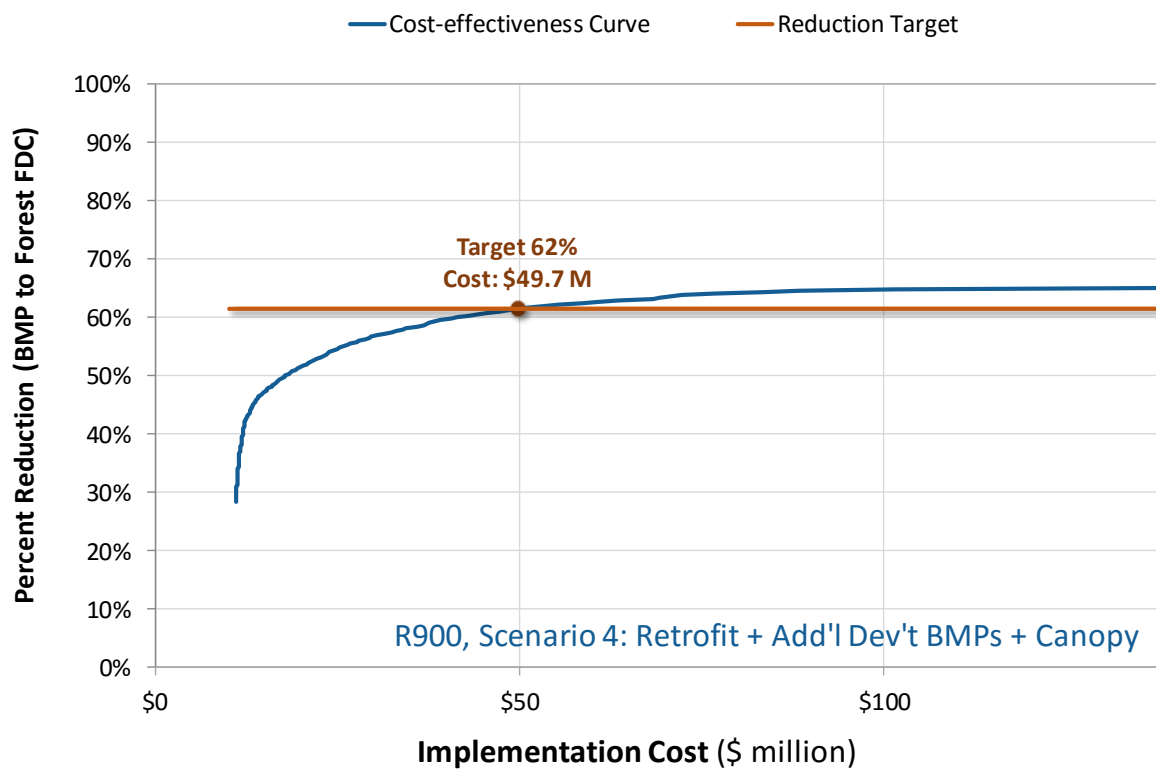 Cost-effectiveness Curve
Reduction Target
Percent Reduction (BMP to Forest FDC)
100%
90%
80%
70%
60%
50%
40%
30%
20%
10%
0%
Target 62%
Cost: $49.7 M
R900, Scenario 4: Retrofit + Add'l Dev't BMPs + Canopy
$0
$50
$100
Implementation Cost ($ million)